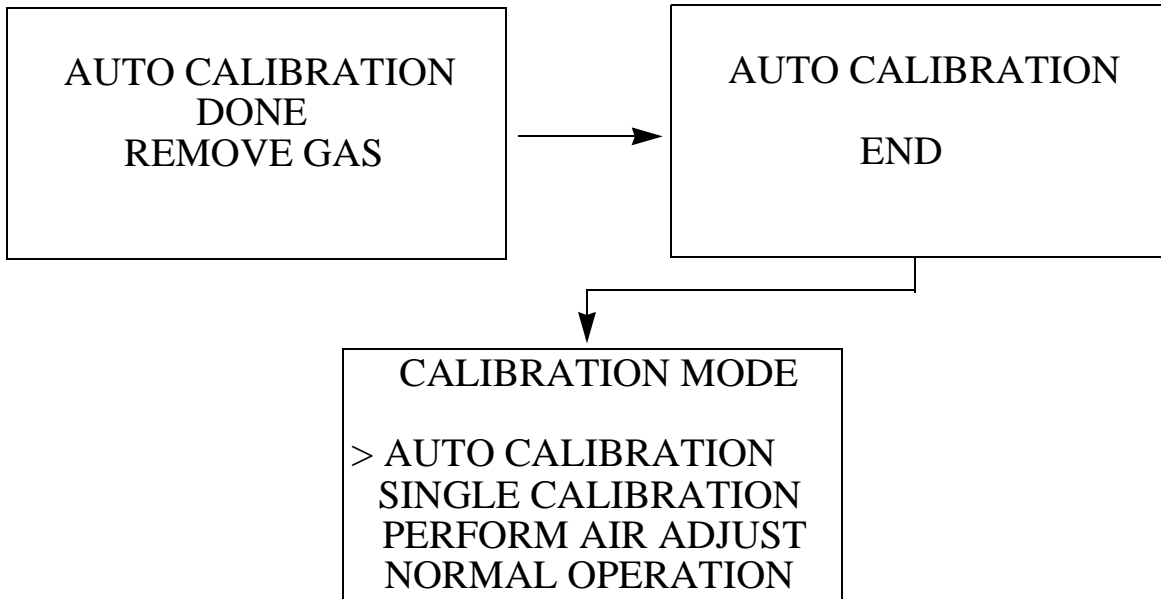 AUTO CALIBRATION
DONE
REMOVE GAS
AUTO CALIBRATION
END
CALIBRATION MODE
> AUTO CALIBRATION
SINGLE CALIBRATION
PERFORM AIR ADJUST
NORMAL OPERATION